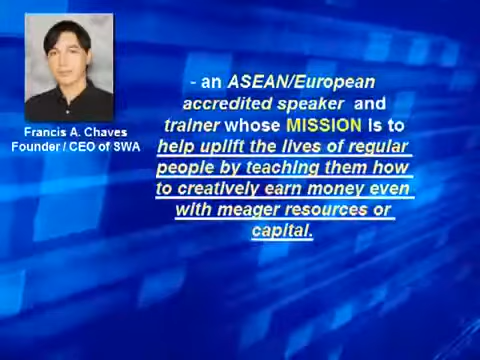 Francis A. Chaves
Founder / CEO of SWA
- an ASEAN/European
accredited speaker and
trainer whose MISSION is to
help uplift the lives of regular
people by teaching them how
to creatively earn money even
with meager resources or
capital.